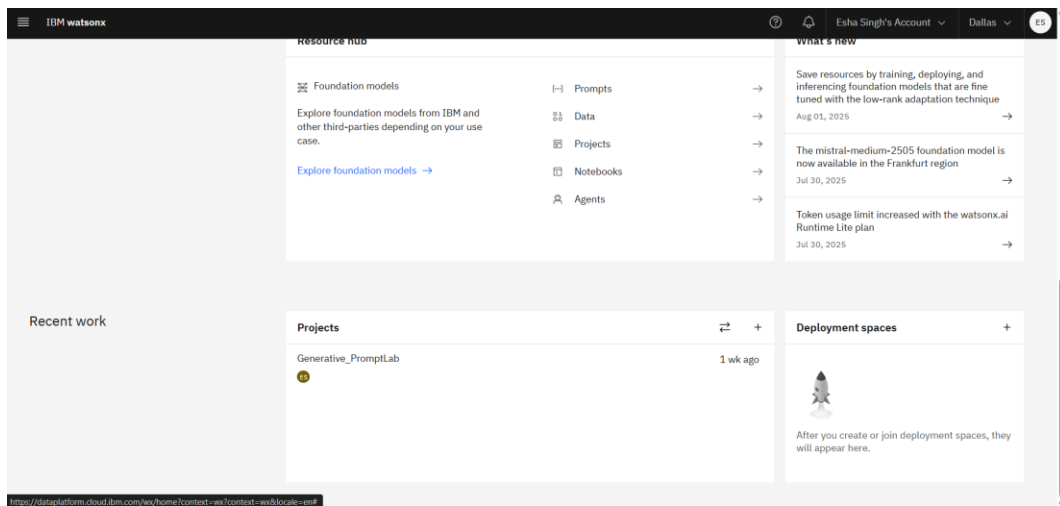 IBM watsonx
Esha Singh's Account
Dallas
ES
Resource hub
Foundation models
Explore foundation models from IBM and
other third-parties depending on your use
case.
Explore foundation models →
Prompts →
Data →
Projects →
Notebooks →
Agents →
What's new
Save resources by training, deploying, and
inferencing foundation models that are fine
tuned with the low-rank adaptation technique
Aug 01, 2025 →
The mistral-medium-2505 foundation model is
now available in the Frankfurt region
Jul 30, 2025 →
Token usage limit increased with the watsonx.ai
Runtime Lite plan
Jul 30, 2025 →
Recent work
Projects
Generative_PromptLab
1 wk ago
ES
Deployment spaces
After you create or join deployment spaces, they
will appear here.
https://dataplatform.cloud.ibm.com/wx/home?context=wx?context=wx&locale=en#